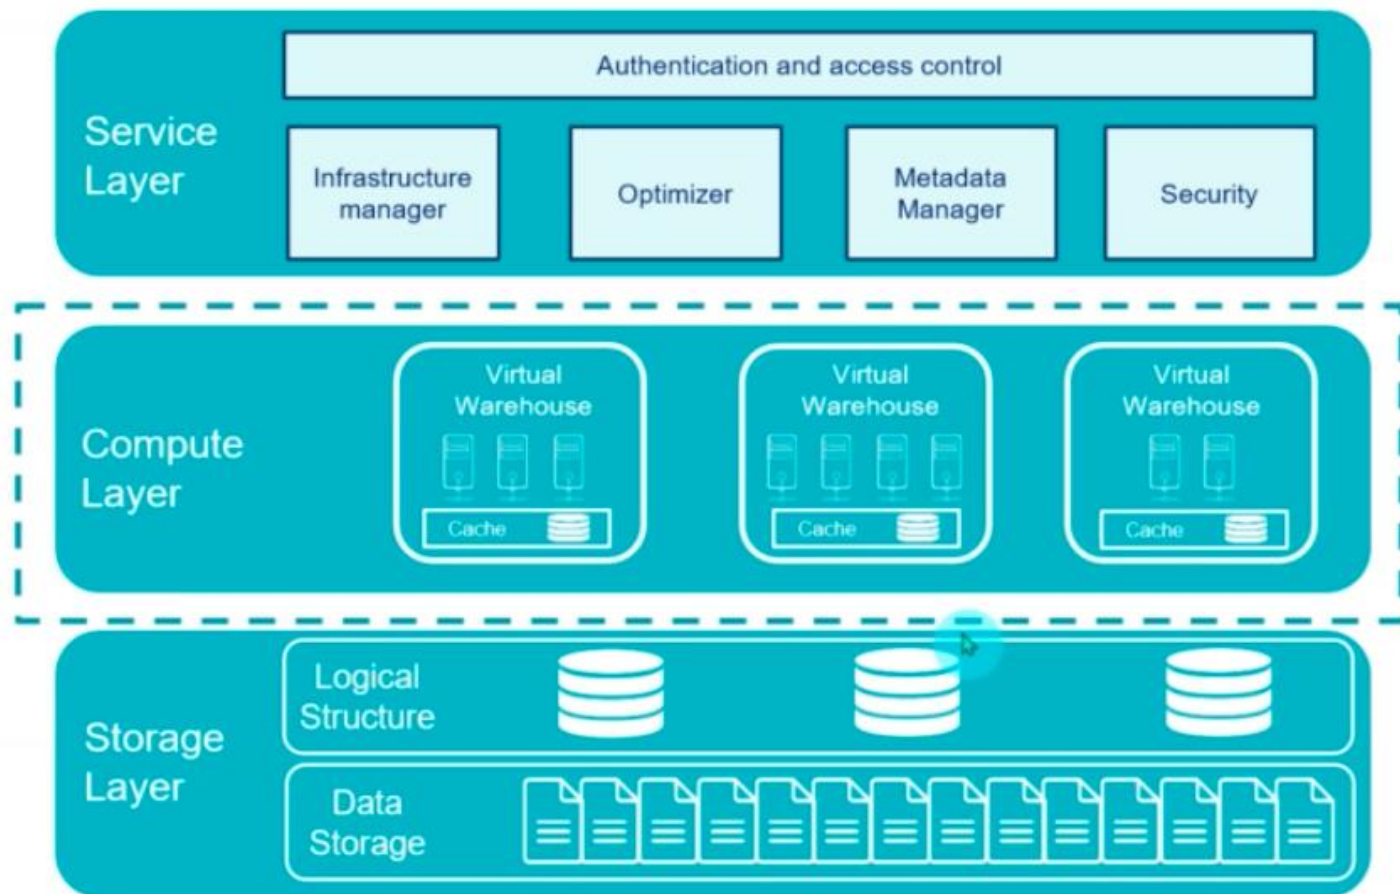 Authentication and access control
Service
Layer
Infrastructure
manager
Optimizer
Metadata
Manager
Security
Compute
Layer
Virtual
Warehouse
Cache
Virtual
Warehouse
Cache
Virtual
Warehouse
Cache
Storage
Layer
Logical
Structure
Data
Storage